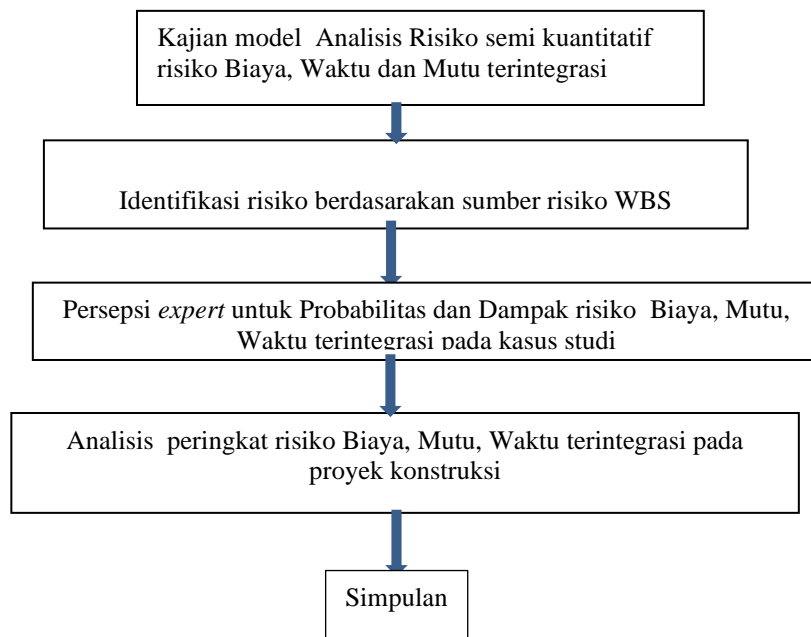 Kajian model Analisis Risiko semi kuantitatif
risiko Biaya, Waktu dan Mutu terintegrasi
Identifikasi risiko berdasarakan sumber risiko WBS
Persepsi expert untuk Probabilitas dan Dampak risiko Biaya, Mutu,
Waktu terintegrasi pada kasus studi
Analisis peringkat risiko Biaya, Mutu, Waktu terintegrasi pada
proyek konstruksi
Simpulan